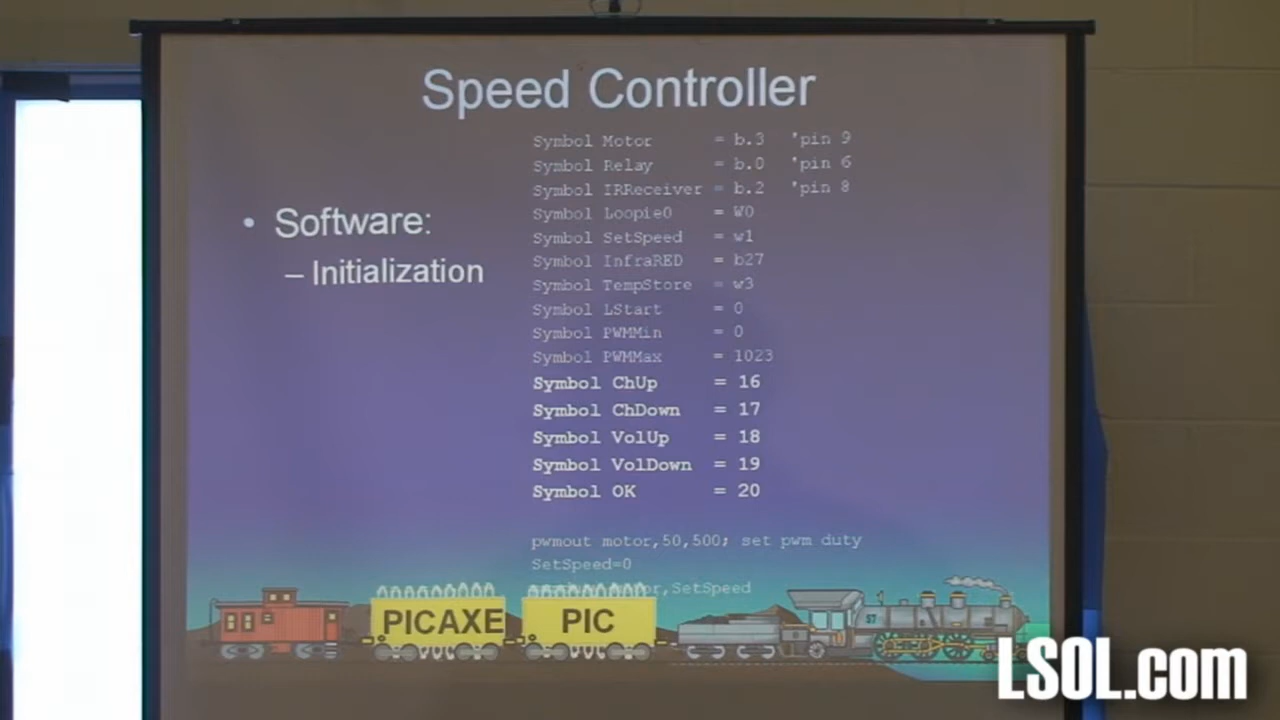 Speed Controller
Symbol Motor = b.3 'pin 9
Symbol Relay = b.0 'pin 6
Symbol IRReceiver = b.2 'pin 8
• Software:
Symbol Loopie0 = W0
Symbol SetSpeed = w1
– Initialization
Symbol InfraRED = b27
Symbol TempStore = w3
Symbol LStart = 0
Symbol PWMMin = 0
Symbol PWMMax = 1023
Symbol ChUp = 16
Symbol ChDown = 17
Symbol VolUp = 18
Symbol VolDown = 19
Symbol OK = 20
pwmout motor,50,500; set pwm duty
SetSpeed=0
,SetSpeed
PICAXE PIC 57
LSOL.com